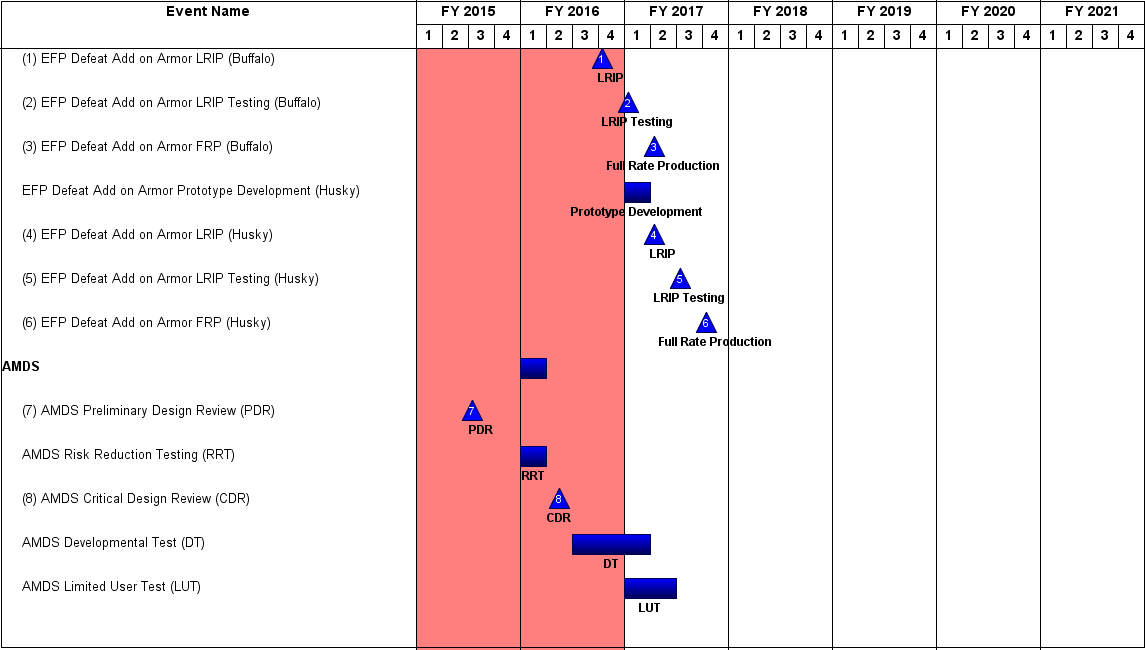 Event Name FY 2015 FY 2016 FY 2017 FY 2018 FY 2019 FY 2020 FY 2021
1 2 3 4 1 2 3 4 1 2 3 4 1 2 3 4 1 2 3 4 1 2 3 4 1 2 3 4
(1) EFP Defeat Add on Armor LRIP (Buffalo) 1
LRIP
(2) EFP Defeat Add on Armor LRIP Testing (Buffalo) 2
LRIP Testing
(3) EFP Defeat Add on Armor FRP (Buffalo) 3
Full Rate Production
EFP Defeat Add on Armor Prototype Development (Husky)
Prototype Development
(4) EFP Defeat Add on Armor LRIP (Husky) 4
LRIP
(5) EFP Defeat Add on Armor LRIP Testing (Husky) 5
LRIP Testing
(6) EFP Defeat Add on Armor FRP (Husky) 6
Full Rate Production
AMDS
(7) AMDS Preliminary Design Review (PDR) 7
PDR
AMDS Risk Reduction Testing (RRT)
RRT
(8) AMDS Critical Design Review (CDR) 8
CDR
AMDS Developmental Test (DT)
DT
AMDS Limited User Test (LUT)
LUT